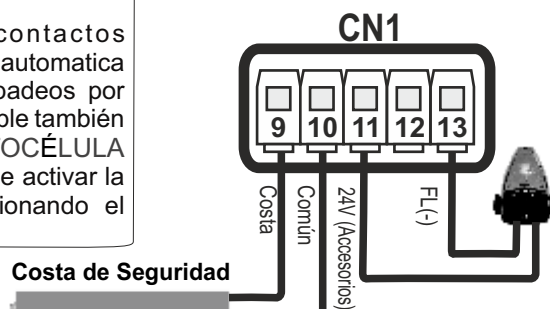 contactos
automatica
adeos por
ble también
OCÉLULA
e activar la
ionando el
CN1
9 10 11 12 13
Costa
Común
24V (Accesorios)
FL(-)
Costa de Seguridad